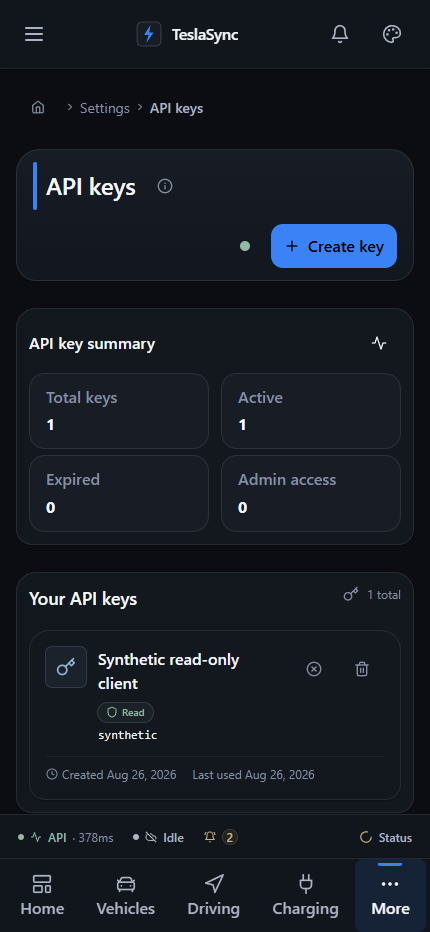 TeslaSync
Settings
API keys
API keys
Create key
API key summary
Total keys
1
Active
1
Expired
0
Admin access
0
Your API keys
1 total
Synthetic read-only
client
Read
synthetic
Created Aug 26, 2026
Last used Aug 26, 2026
API · 378ms
Idle
2
Status
Home
Vehicles
Driving
Charging
More